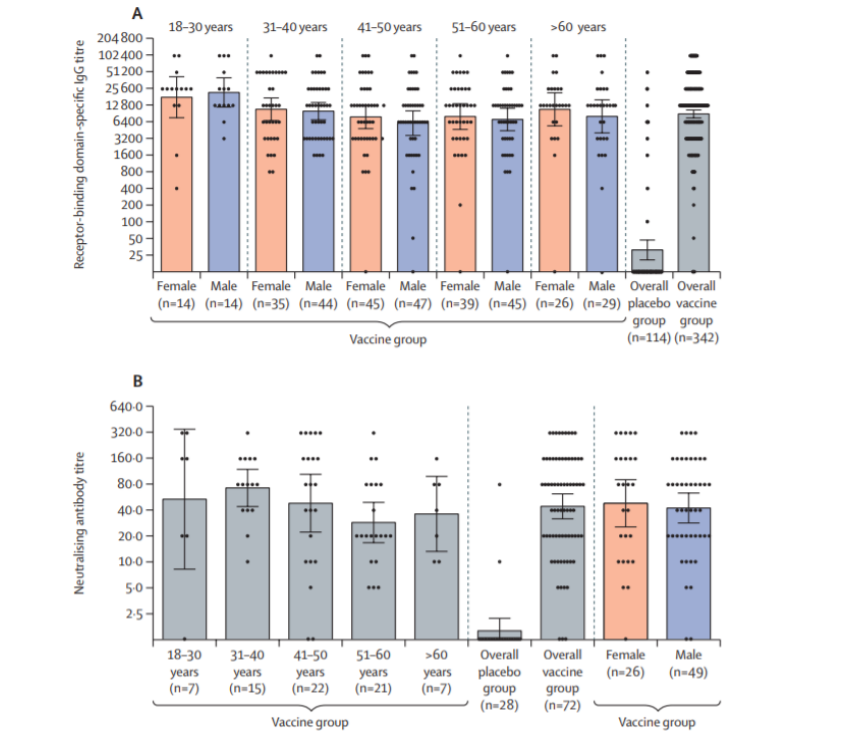 A
18–30 years 31–40 years 41–50 years 51–60 years >60 years
Receptor-binding domain-specific IgG titre
204 800
102 400
51 200
25 600
12 800
6400
3200
1600
800
400
200
100
50
25
Female Male Female Male Female Male Female Male Female Male Overall Overall
(n=14) (n=14) (n=35) (n=44) (n=45) (n=47) (n=39) (n=45) (n=26) (n=29) placebo vaccine
group group
(n=114) (n=342)
Vaccine group
B
Neutralising antibody titre
640·0
320·0
160·0
80·0
40·0
20·0
10·0
5·0
2·5
18–30 31–40 41–50 51–60 >60 Overall Overall Female Male
years years years years years placebo vaccine (n=26) (n=49)
(n=7) (n=15) (n=22) (n=21) (n=7) group group
(n=28) (n=72)
Vaccine group Vaccine group